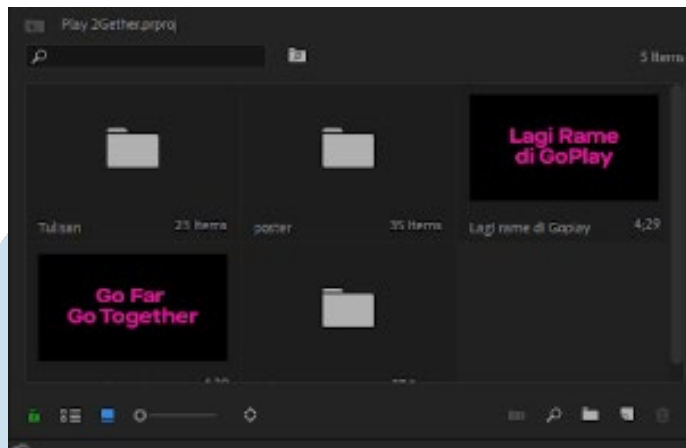 Play 2Gether.prproj
5 Items
Lagi Rame
di GoPlay
Tulisan 23 Items
poster 35 Items
Lagi rame di Goplay 4;29
Go Far
Go Together